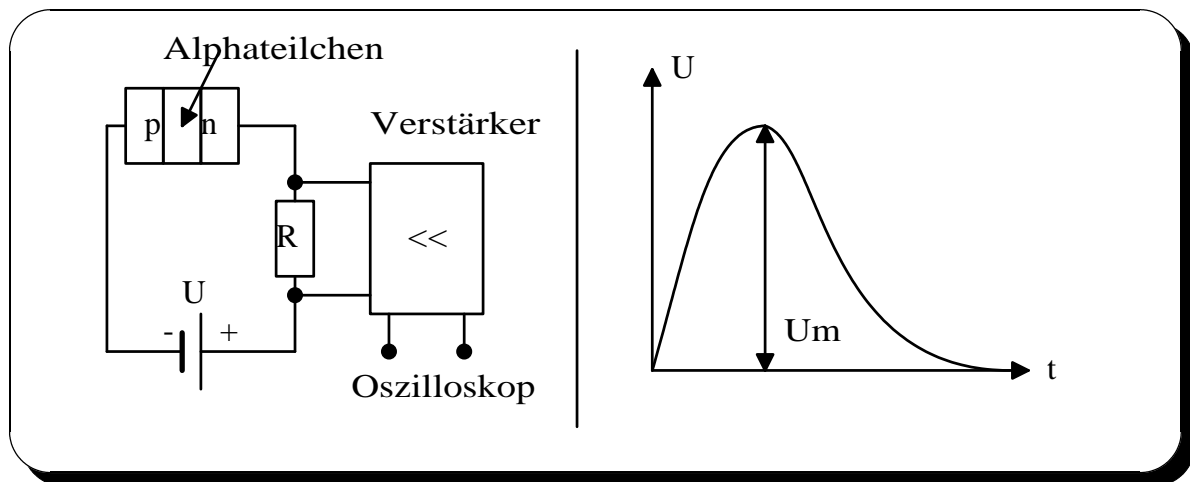 Alphateilchen
p n
Verstärker
R
<<
U
- +
Oszilloskop
U
Um
t